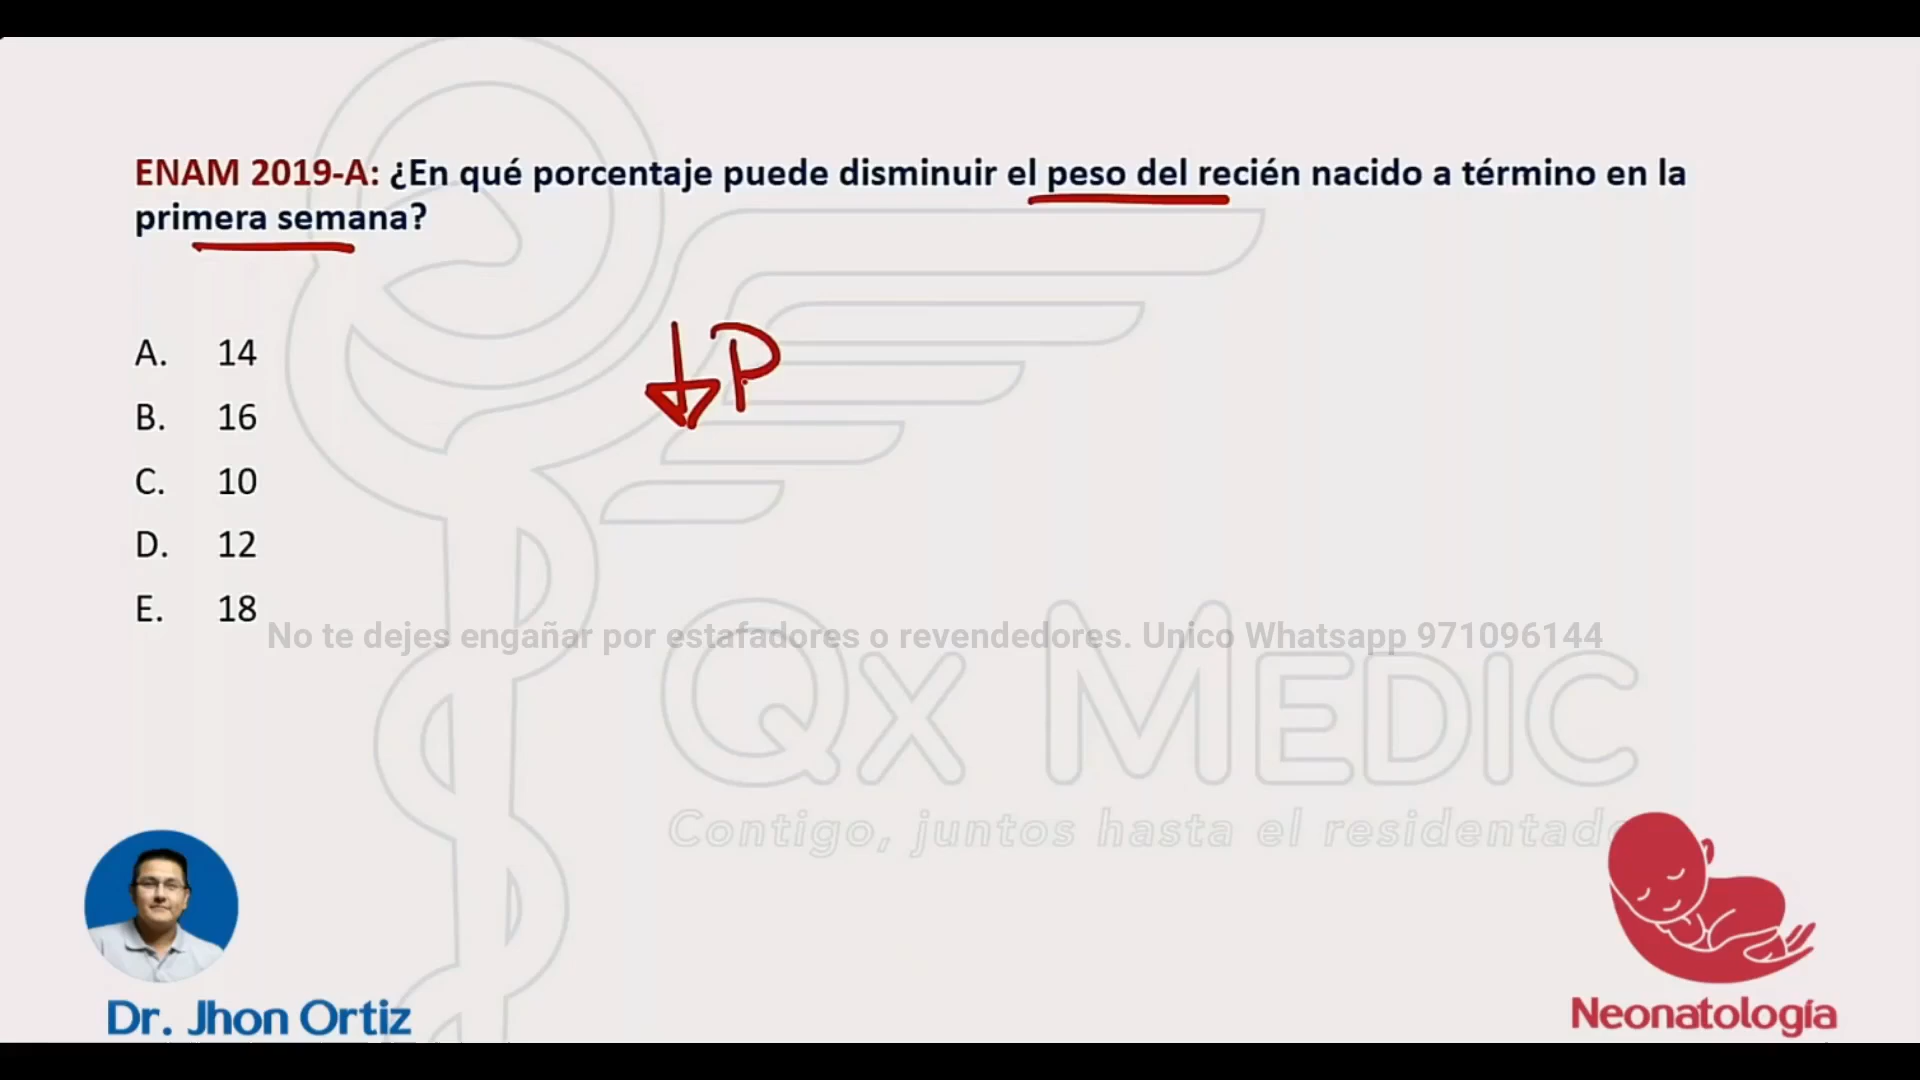 ENAM 2019-A: ¿En qué porcentaje puede disminuir el peso del recién nacido a término en la
primera semana?
↓P
A. 14
B. 16
C. 10
D. 12
E. 18
No te dejes engañar por estafadores o revendedores. Unico Whatsapp 971096144
Qx MEDIC
Contigo, juntos hasta el residentado
Dr. Jhon Ortiz
Neonatología